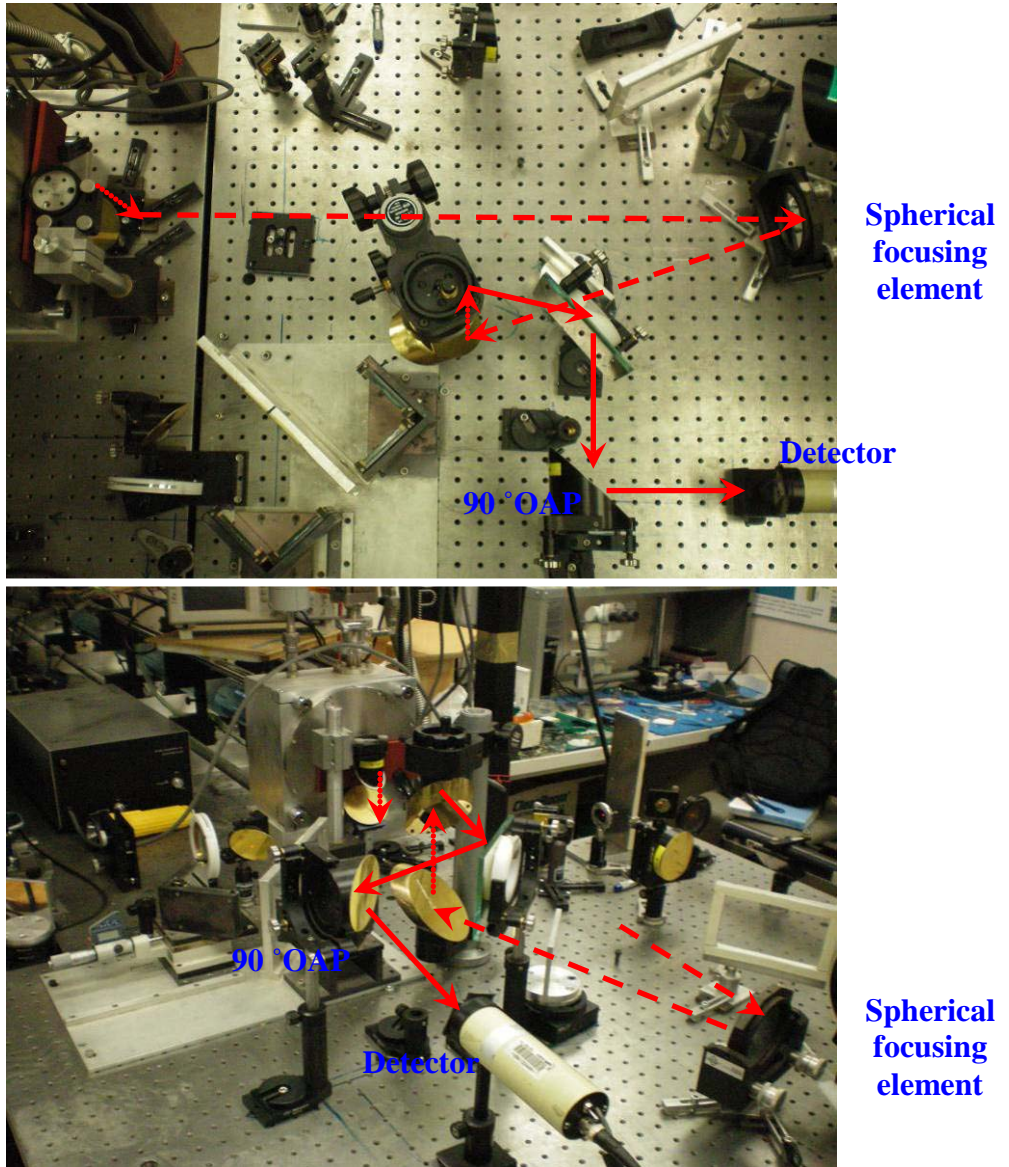 Spherical
focusing
element
Detector
90 ˚OAP
90 ˚OAP
Detector
Spherical
focusing
element